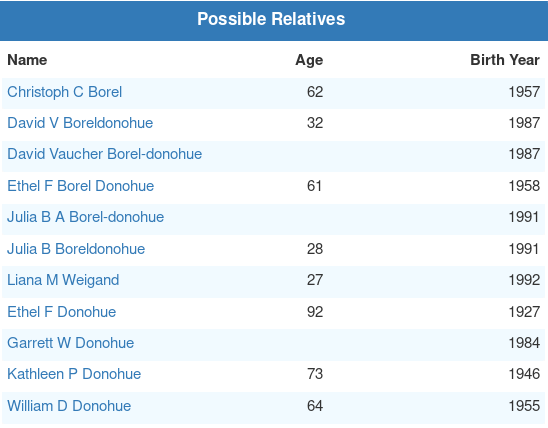 Possible Relatives
Name Age Birth Year
Christoph C Borel 62 1957
David V Boreldonohue 32 1987
David Vaucher Borel-donohue 1987
Ethel F Borel Donohue 61 1958
Julia B A Borel-donohue 1991
Julia B Boreldonohue 28 1991
Liana M Weigand 27 1992
Ethel F Donohue 92 1927
Garrett W Donohue 1984
Kathleen P Donohue 73 1946
William D Donohue 64 1955